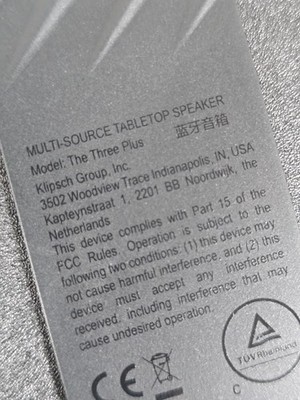 MULTI-SOURCE TABLETOP SPEAKER
Model: The Three Plus 蓝牙音箱
Klipsch Group, Inc.
3502 Woodview Trace Indianapolis, IN, USA
Kapteynstraat 1, 2201 BB Noordwijk, the
Netherlands
This device complies with Part 15 of the
FCC Rules. Operation is subject to the
following two conditions: (1) this device may
not cause harmful interference, and (2) this
device must accept any interference
received, including interference that may
cause undesired operation.
CE
TÜVRheinland
C